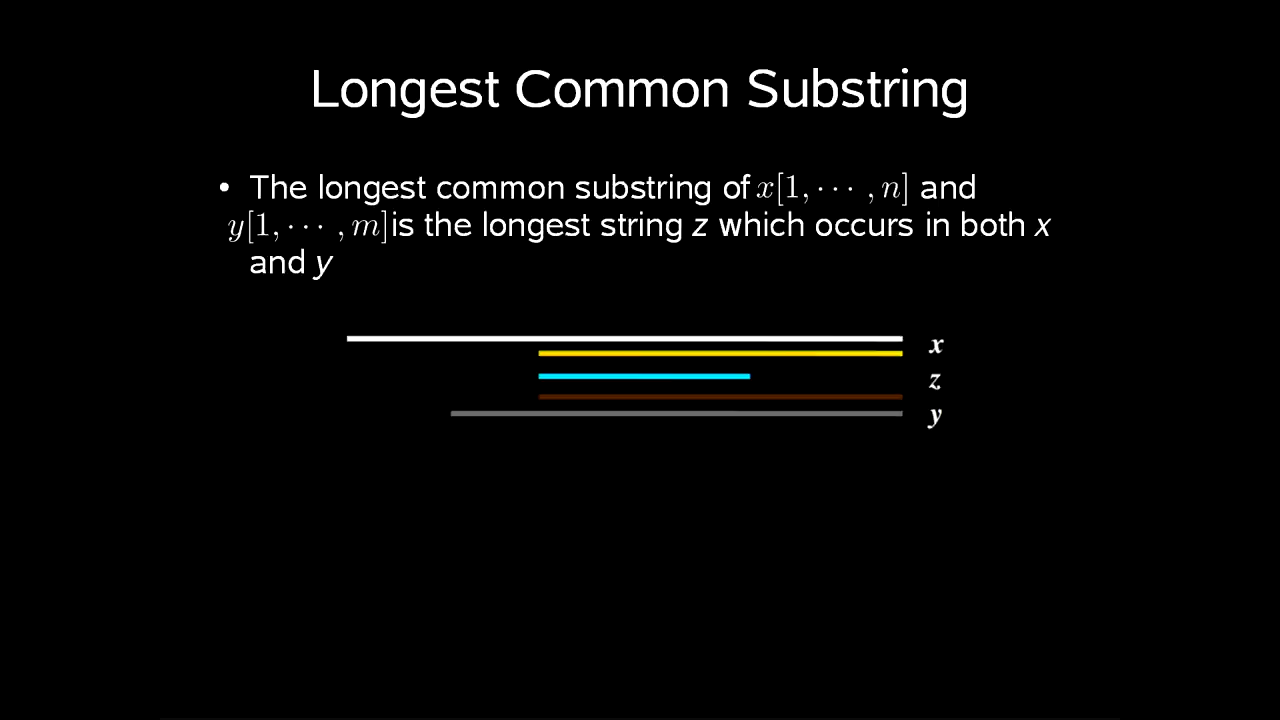 Longest Common Substring
• The longest common substring of x[1, ⋯ , n] and
y[1, ⋯ , m] is the longest string z which occurs in both x
and y
x
z
y